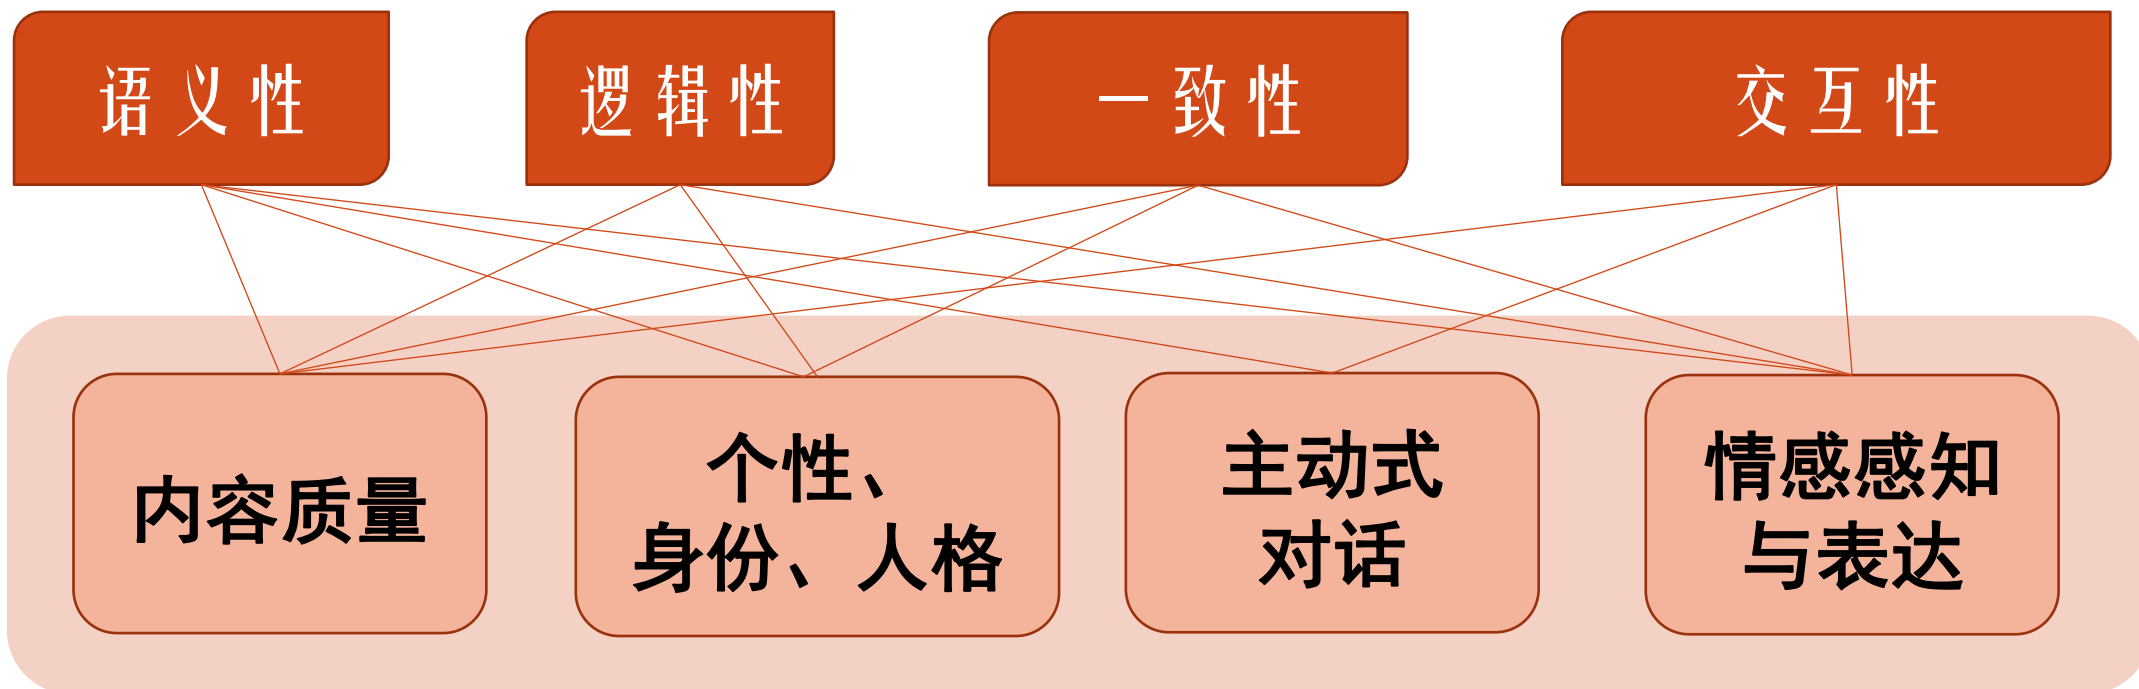 语义性
逻辑性
一致性
交互性
内容质量
个性、
身份、人格
主动式
对话
情感感知
与表达